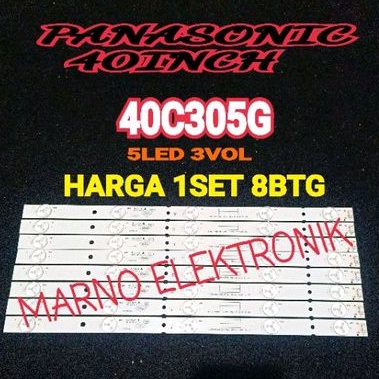 PANASONIC
40INCH
40C305G
5LED 3VOL
HARGA 1SET 8BTG
MARNO ELEKTRONIK